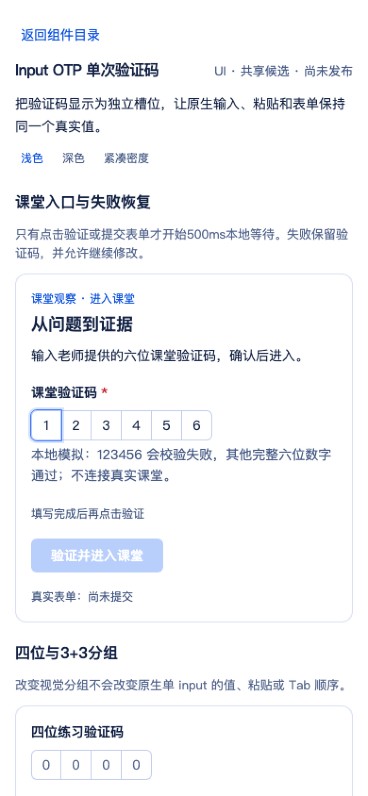 返回组件目录
Input OTP 单次验证码
UI · 共享候选 · 尚未发布
把验证码显示为独立槽位，让原生输入、粘贴和表单保持
同一个真实值。
浅色 深色 紧凑密度
课堂入口与失败恢复
只有点击验证或提交表单才开始500ms本地等待。失败保留验
证码，并允许继续修改。
课堂观察 · 进入课堂
从问题到证据
输入老师提供的六位课堂验证码，确认后进入。
课堂验证码 *
1 2 3 4 5 6
本地模拟：123456 会校验失败，其他完整六位数字
通过；不连接真实课堂。
填写完成后再点击验证
验证并进入课堂
真实表单：尚未提交
四位与3+3分组
改变视觉分组不会改变原生单 input 的值、粘贴或 Tab 顺序。
四位练习验证码
0 0 0 0